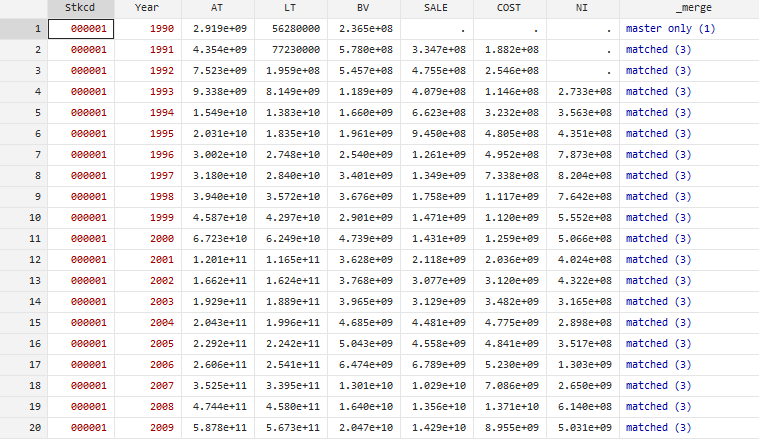 Stkcd Year AT LT BV SALE COST NI _merge
1 000001 1990 2.919e+09 56280000 2.365e+08 . . . master only (1)
2 000001 1991 4.354e+09 77230000 5.780e+08 3.347e+08 1.882e+08 . matched (3)
3 000001 1992 7.523e+09 1.959e+08 5.457e+08 4.755e+08 2.546e+08 . matched (3)
4 000001 1993 9.338e+09 8.149e+09 1.189e+09 4.079e+08 1.146e+08 2.733e+08 matched (3)
5 000001 1994 1.549e+10 1.383e+10 1.660e+09 6.623e+08 3.232e+08 3.563e+08 matched (3)
6 000001 1995 2.031e+10 1.835e+10 1.961e+09 9.450e+08 4.805e+08 4.351e+08 matched (3)
7 000001 1996 3.002e+10 2.748e+10 2.540e+09 1.261e+09 4.952e+08 7.873e+08 matched (3)
8 000001 1997 3.180e+10 2.840e+10 3.401e+09 1.349e+09 7.338e+08 8.204e+08 matched (3)
9 000001 1998 3.940e+10 3.572e+10 3.676e+09 1.758e+09 1.117e+09 7.642e+08 matched (3)
10 000001 1999 4.587e+10 4.297e+10 2.901e+09 1.471e+09 1.120e+09 5.552e+08 matched (3)
11 000001 2000 6.723e+10 6.249e+10 4.739e+09 1.431e+09 1.259e+09 5.066e+08 matched (3)
12 000001 2001 1.201e+11 1.165e+11 3.628e+09 2.118e+09 2.036e+09 4.024e+08 matched (3)
13 000001 2002 1.662e+11 1.624e+11 3.768e+09 3.077e+09 3.120e+09 4.322e+08 matched (3)
14 000001 2003 1.929e+11 1.889e+11 3.965e+09 3.129e+09 3.482e+09 3.165e+08 matched (3)
15 000001 2004 2.043e+11 1.996e+11 4.685e+09 4.481e+09 4.775e+09 2.898e+08 matched (3)
16 000001 2005 2.292e+11 2.242e+11 5.043e+09 4.558e+09 4.841e+09 3.517e+08 matched (3)
17 000001 2006 2.606e+11 2.541e+11 6.474e+09 6.789e+09 5.230e+09 1.303e+09 matched (3)
18 000001 2007 3.525e+11 3.395e+11 1.301e+10 1.029e+10 7.086e+09 2.650e+09 matched (3)
19 000001 2008 4.744e+11 4.580e+11 1.640e+10 1.356e+10 1.371e+10 6.140e+08 matched (3)
20 000001 2009 5.878e+11 5.673e+11 2.047e+10 1.429e+10 8.955e+09 5.031e+09 matched (3)